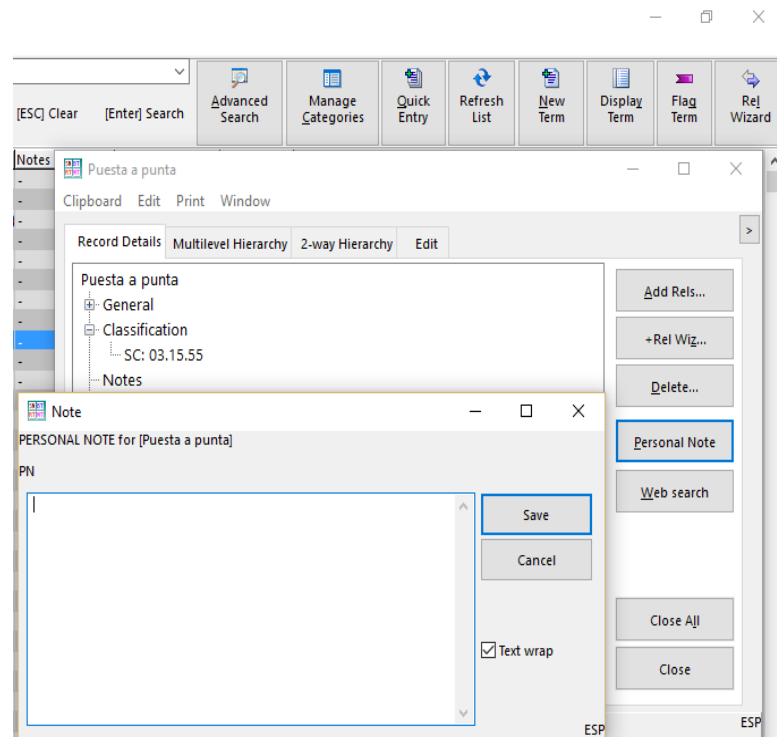 [ESC] Clear [Enter] Search
Advanced
Search
Manage
Categories
Quick
Entry
Refresh
List
New
Term
Display
Term
Flag
Term
Rel
Wizard
Notes
Puesta a punta
Clipboard Edit Print Window
Record Details Multilevel Hierarchy 2-way Hierarchy Edit
Puesta a punta
General
Classification
SC: 03.15.55
Notes
Add Rels...
+Rel Wiz...
Delete...
Personal Note
Web search
Close All
Close
ESP
Note
PERSONAL NOTE for [Puesta a punta]
PN
Save
Cancel
Text wrap
ESP